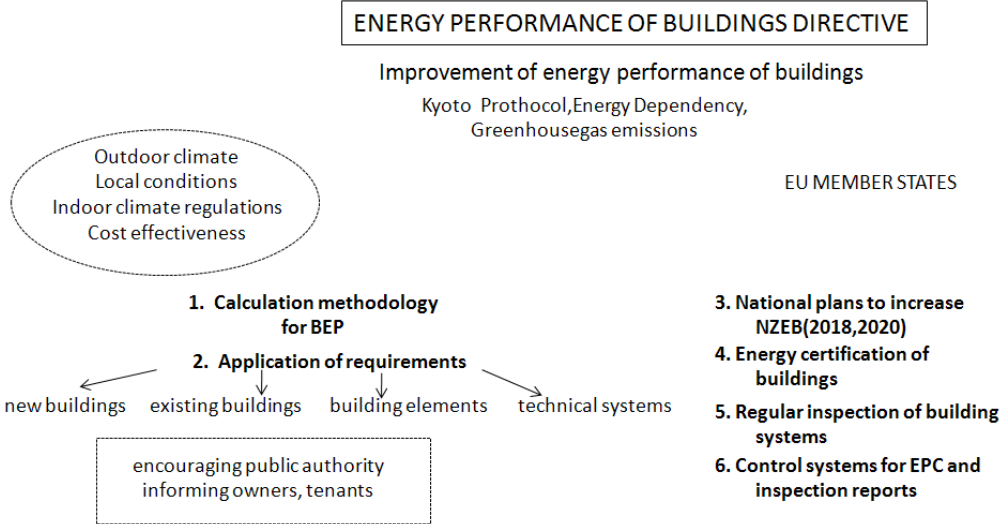 ENERGY PERFORMANCE OF BUILDINGS DIRECTIVE
Improvement of energy performance of buildings
Kyoto Prothocol,Energy Dependency,
Greenhousegas emissions
Outdoor climate
Local conditions
Indoor climate regulations
Cost effectiveness
EU MEMBER STATES
1. Calculation methodology
for BEP
2. Application of requirements
new buildings
existing buildings
building elements
technical systems
encouraging public authority
informing owners, tenants
3. National plans to increase
NZEB(2018,2020)
4. Energy certification of
buildings
5. Regular inspection of building
systems
6. Control systems for EPC and
inspection reports